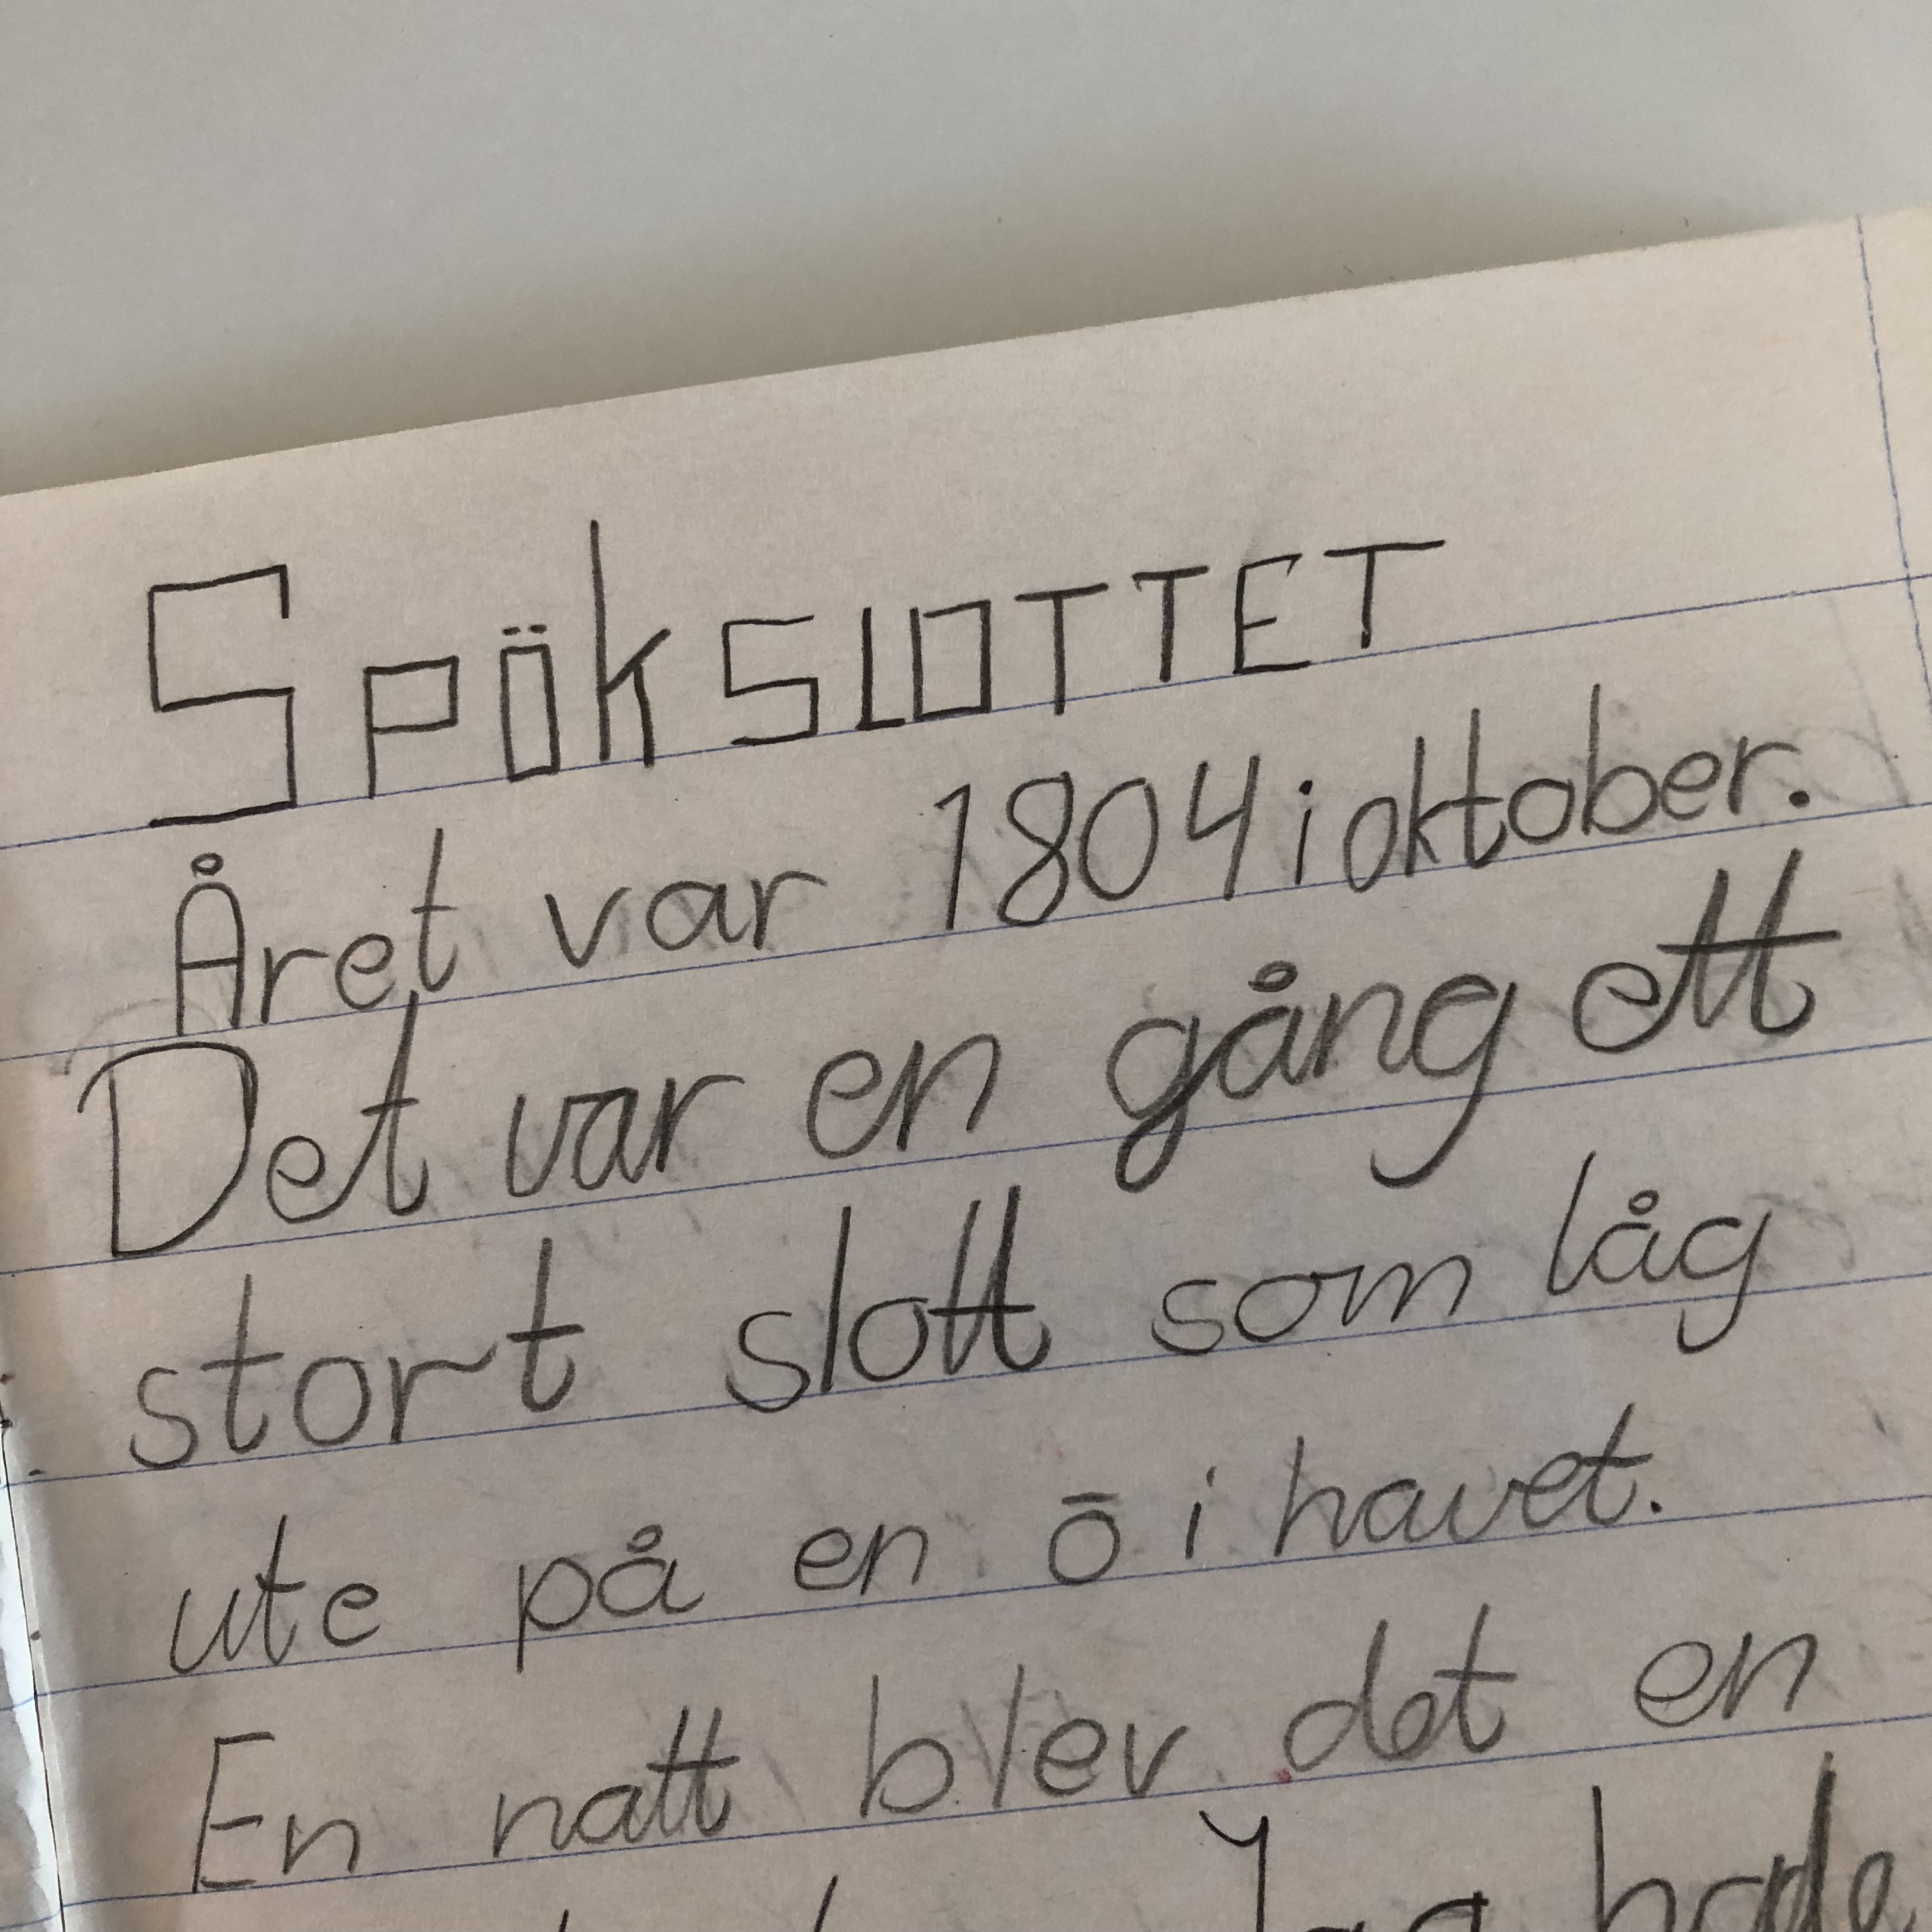 SPÖKSLOTTET
Året var 1804 i oktober.
Det var en gång ett
stort slott som låg
ute på en ö i havet.
En natt blev det en
Jag